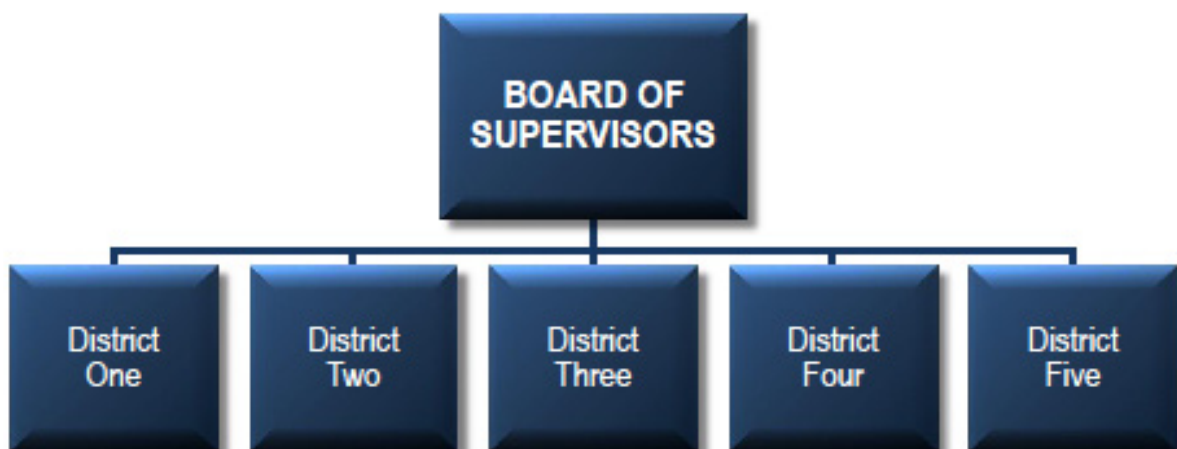 BOARD OF
SUPERVISORS
District
One
District
Two
District
Three
District
Four
District
Five